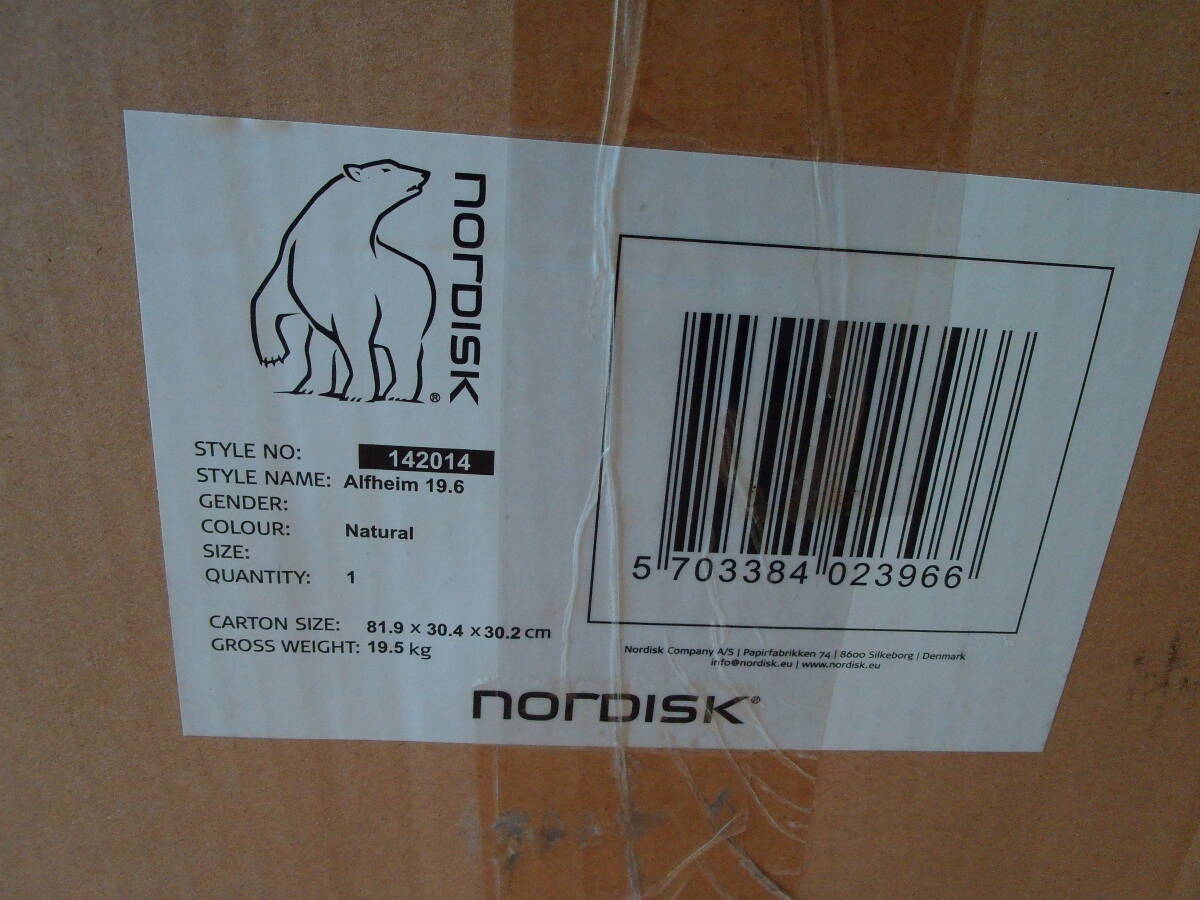 nordisk®
STYLE NO: 142014
STYLE NAME: Alfheim 19.6
GENDER:
COLOUR: Natural
SIZE:
QUANTITY: 1
CARTON SIZE: 81.9 x 30.4 x 30.2 cm
GROSS WEIGHT: 19.5 kg
5 703384 023966
Nordisk Company A/S | Papirfabrikken 74 | 8600 Silkeborg | Denmark
info@nordisk.eu | www.nordisk.eu
nordisk®